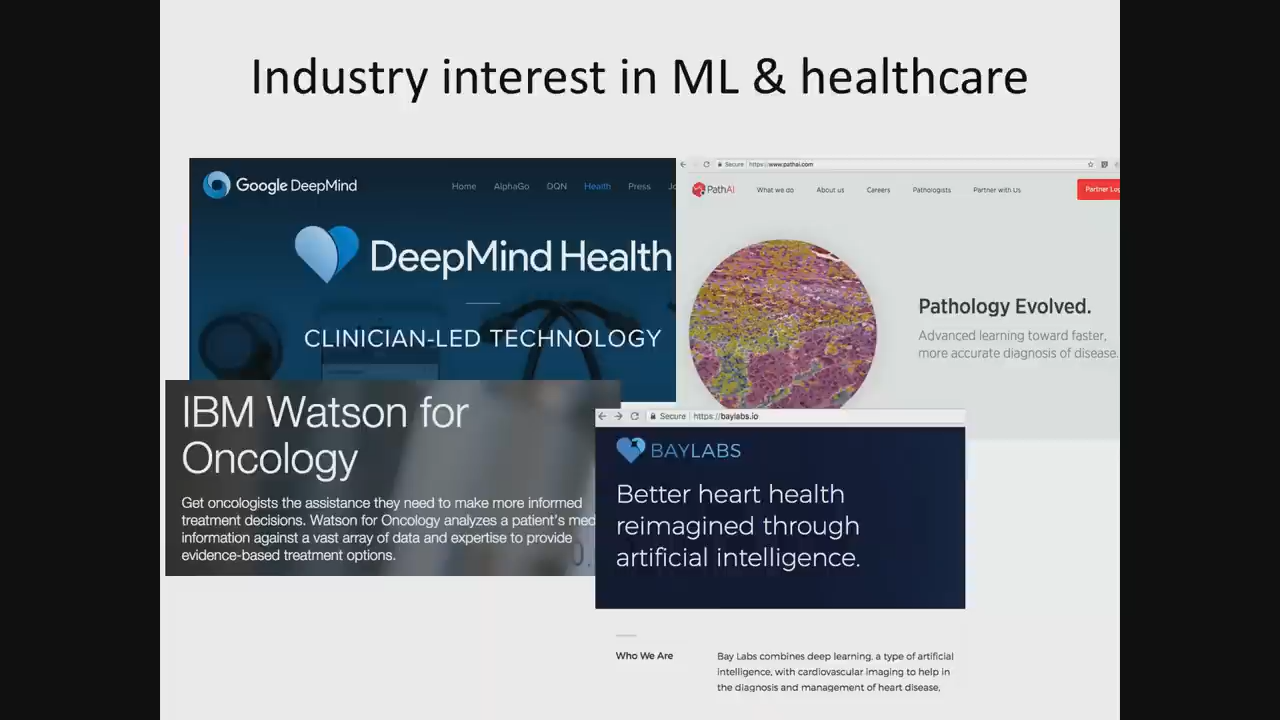 Industry interest in ML & healthcare
Google DeepMind
Home AlphaGo DQN Health Press
DeepMind Health
CLINICIAN-LED TECHNOLOGY
Secure https://www.pathai.com
PathAI What we do About us Careers Pathologists Partner with Us Partner Log
Pathology Evolved.
Advanced learning toward faster,
more accurate diagnosis of disease.
IBM Watson for
Oncology
Get oncologists the assistance they need to make more informed
treatment decisions. Watson for Oncology analyzes a patient's med
information against a vast array of data and expertise to provide
evidence-based treatment options.
Secure https://baylabs.io
BAYLABS
Better heart health
reimagined through
artificial intelligence.
Who We Are
Bay Labs combines deep learning, a type of artificial
intelligence, with cardiovascular imaging to help in
the diagnosis and management of heart disease,